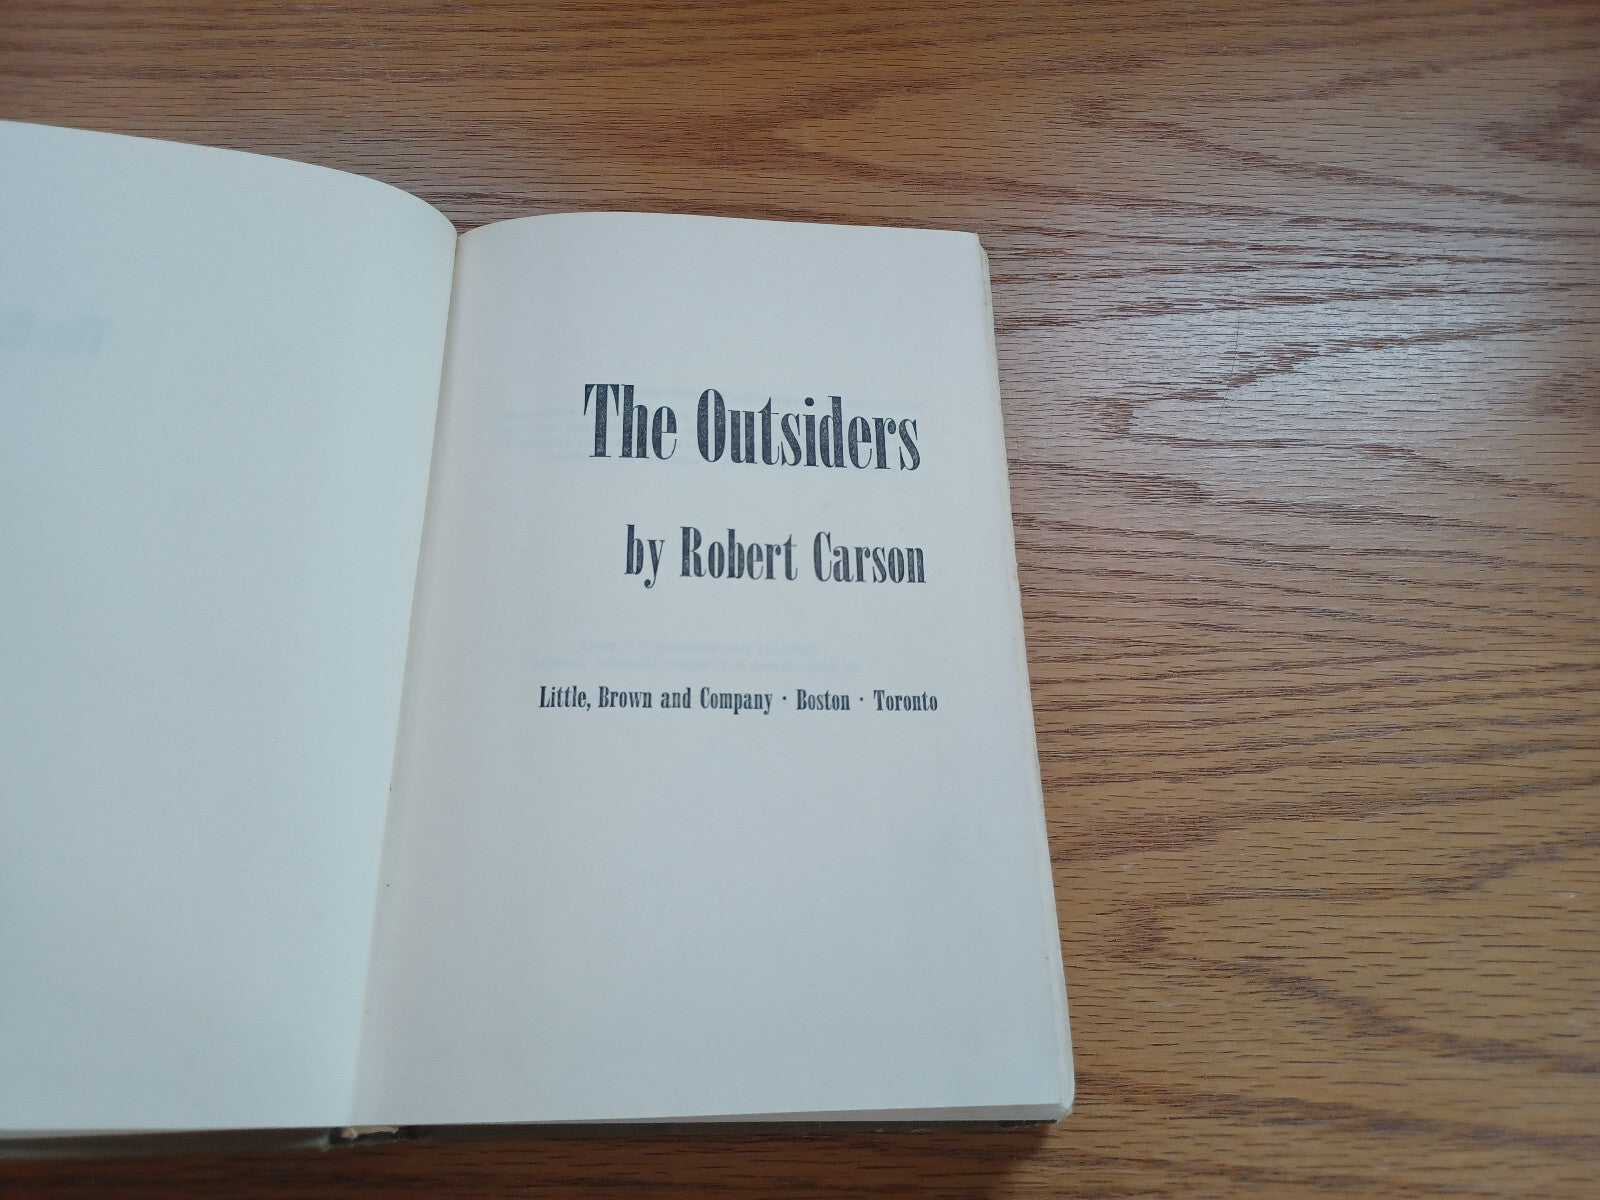 The Outsiders
by Robert Carson
Little, Brown and Company · Boston · Toronto